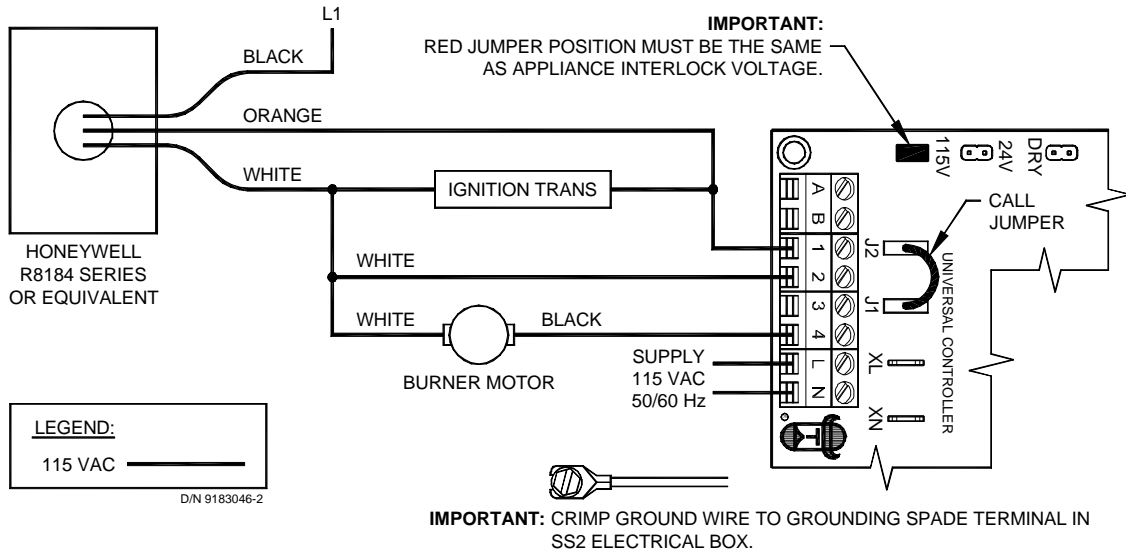 L1
IMPORTANT:
RED JUMPER POSITION MUST BE THE SAME
AS APPLIANCE INTERLOCK VOLTAGE.
BLACK
ORANGE
WHITE
IGNITION TRANS
HONEYWELL
R8184 SERIES
OR EQUIVALENT
WHITE
WHITE
BLACK
BURNER MOTOR
SUPPLY
115 VAC
50/60 Hz
115V
24V
DRY
CALL
JUMPER
A
B
1
2
3
4
L
N
J2
J1
UNIVERSAL CONTROLLER
XL
XN
T
LEGEND:
115 VAC
D/N 9183046-2
IMPORTANT: CRIMP GROUND WIRE TO GROUNDING SPADE TERMINAL IN
SS2 ELECTRICAL BOX.